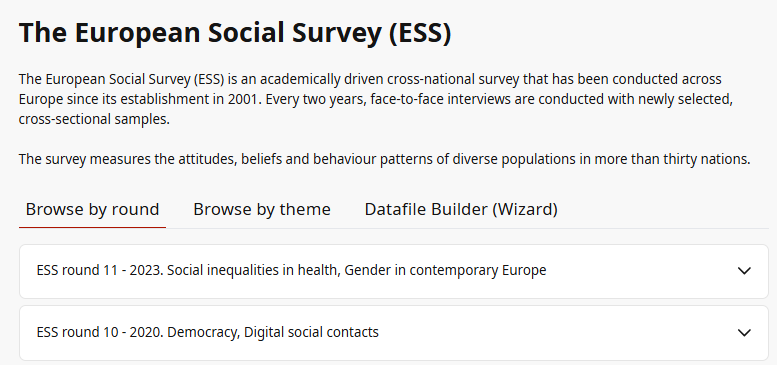 The European Social Survey (ESS)
The European Social Survey (ESS) is an academically driven cross-national survey that has been conducted across
Europe since its establishment in 2001. Every two years, face-to-face interviews are conducted with newly selected,
cross-sectional samples.
The survey measures the attitudes, beliefs and behaviour patterns of diverse populations in more than thirty nations.
Browse by round Browse by theme Datafile Builder (Wizard)
ESS round 11 - 2023. Social inequalities in health, Gender in contemporary Europe
ESS round 10 - 2020. Democracy, Digital social contacts